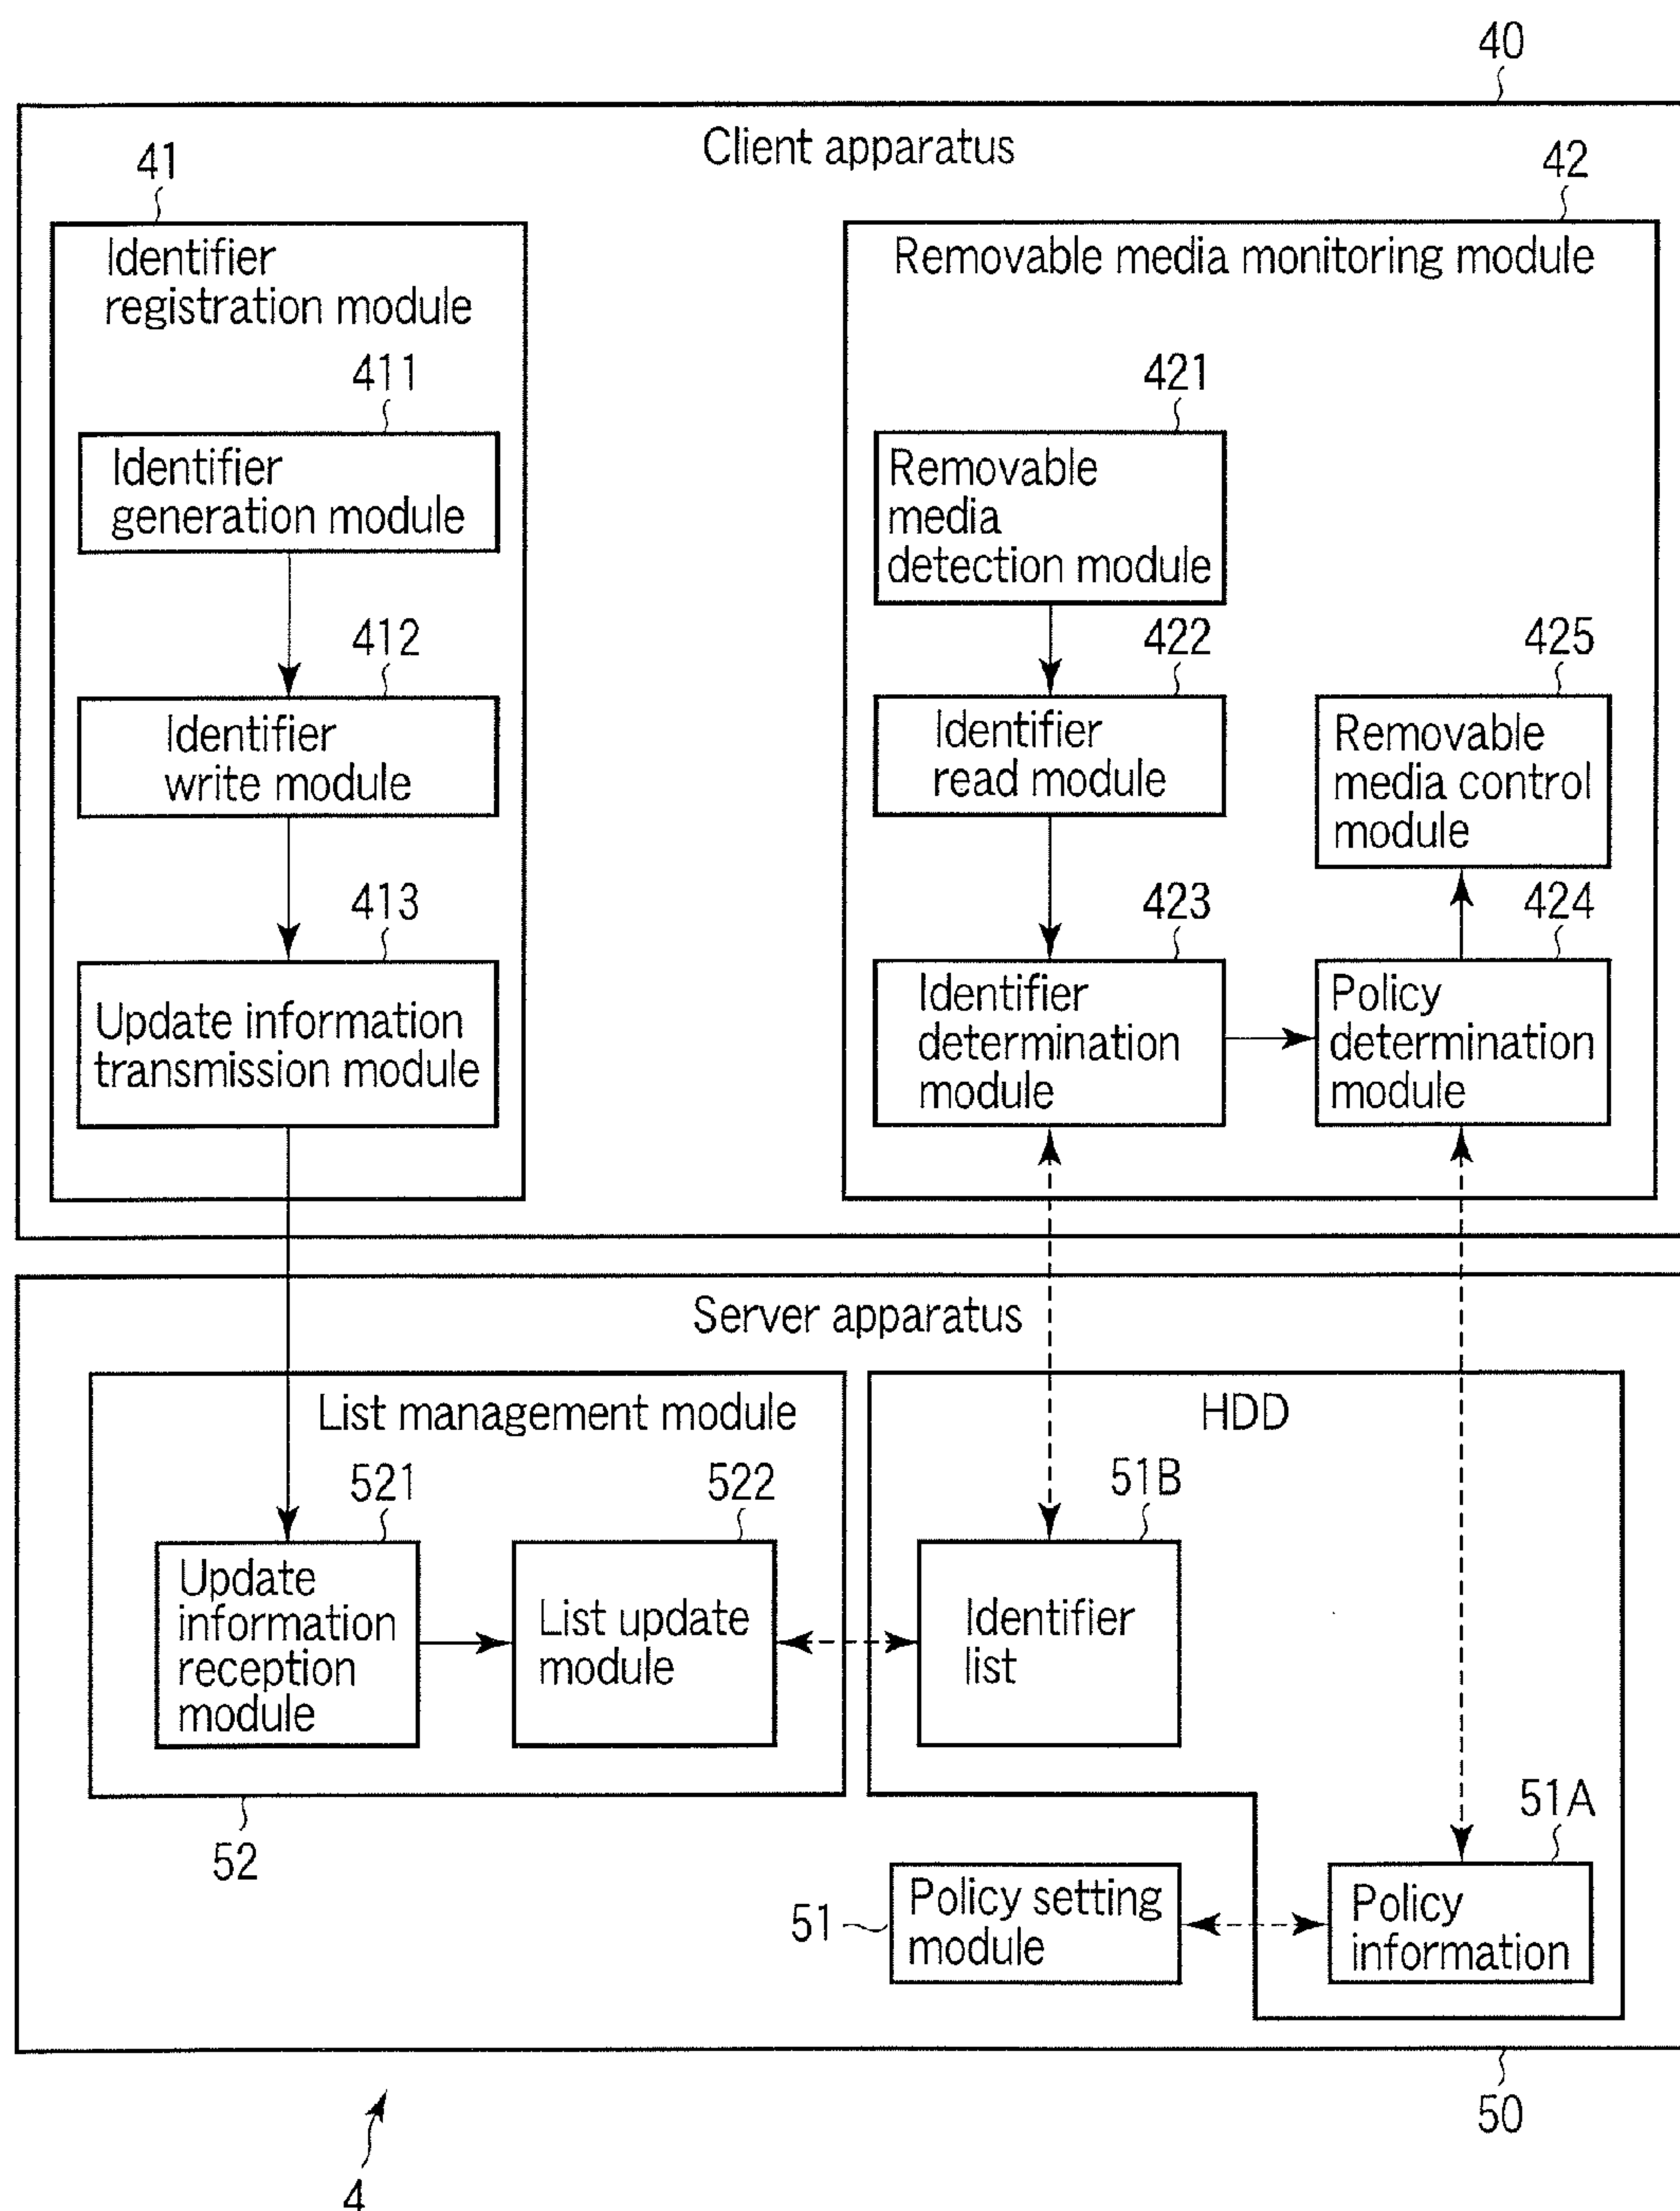 40
Client apparatus
41
42
Identifier
registration module
Removable media monitoring module
411
Identifier
generation module
421
Removable
media
detection module
412
Identifier
write module
422
Identifier
read module
425
Removable
media control
module
413
Update information
transmission module
423
Identifier
determination
module
424
Policy
determination
module
Server apparatus
List management module
HDD
521
Update
information
reception
module
522
List update
module
51B
Identifier
list
52
51A
51
Policy setting
module
Policy
information
50
4